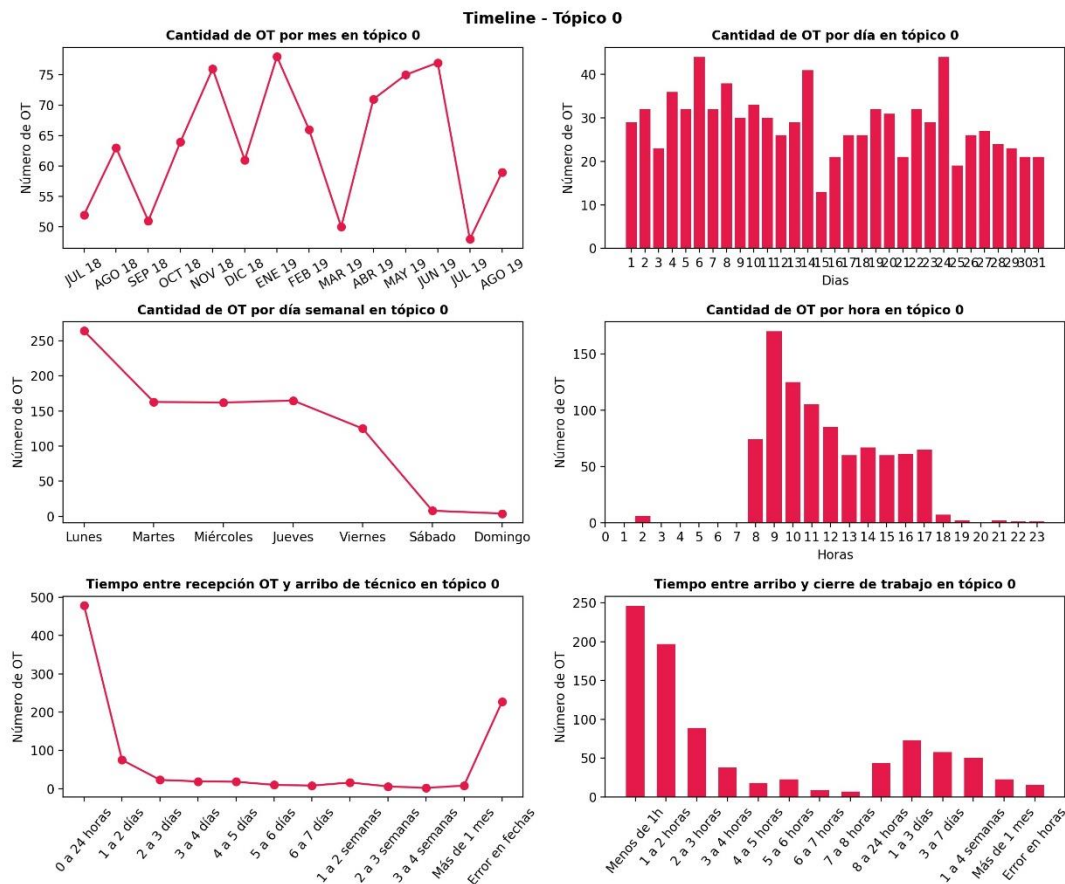 Timeline - Tópico 0
Cantidad de OT por mes en tópico 0
Número de OT
75
70
65
60
55
50
JUL 18
AGO 18
SEP 18
OCT 18
NOV 18
DIC 18
ENE 19
FEB 19
MAR 19
ABR 19
MAY 19
JUN 19
JUL 19
AGO 19
Cantidad de OT por día en tópico 0
Número de OT
40
30
20
10
0
1 2 3 4 5 6 7 8 9 10 11 12 13 14 15 16 17 18 19 20 21 22 23 24 25 26 27 28 29 30 31
Dias
Cantidad de OT por día semanal en tópico 0
Número de OT
250
200
150
100
50
0
Lunes Martes Miércoles Jueves Viernes Sábado Domingo
Cantidad de OT por hora en tópico 0
Número de OT
150
100
50
0
0 1 2 3 4 5 6 7 8 9 10 11 12 13 14 15 16 17 18 19 20 21 22 23
Horas
Tiempo entre recepción OT y arribo de técnico en tópico 0
Número de OT
500
400
300
200
100
0
0 a 24 horas
1 a 2 días
2 a 3 días
3 a 4 días
4 a 5 días
5 a 6 días
6 a 7 días
1 a 2 semanas
2 a 3 semanas
3 a 4 semanas
Más de 1 mes
Error en fechas
Tiempo entre arribo y cierre de trabajo en tópico 0
Número de OT
250
200
150
100
50
0
Menos de 1h
1 a 2 horas
2 a 3 horas
3 a 4 horas
4 a 5 horas
5 a 6 horas
6 a 7 horas
7 a 8 horas
8 a 24 horas
1 a 3 días
3 a 7 días
1 a 4 semanas
Más de 1 mes
Error en horas